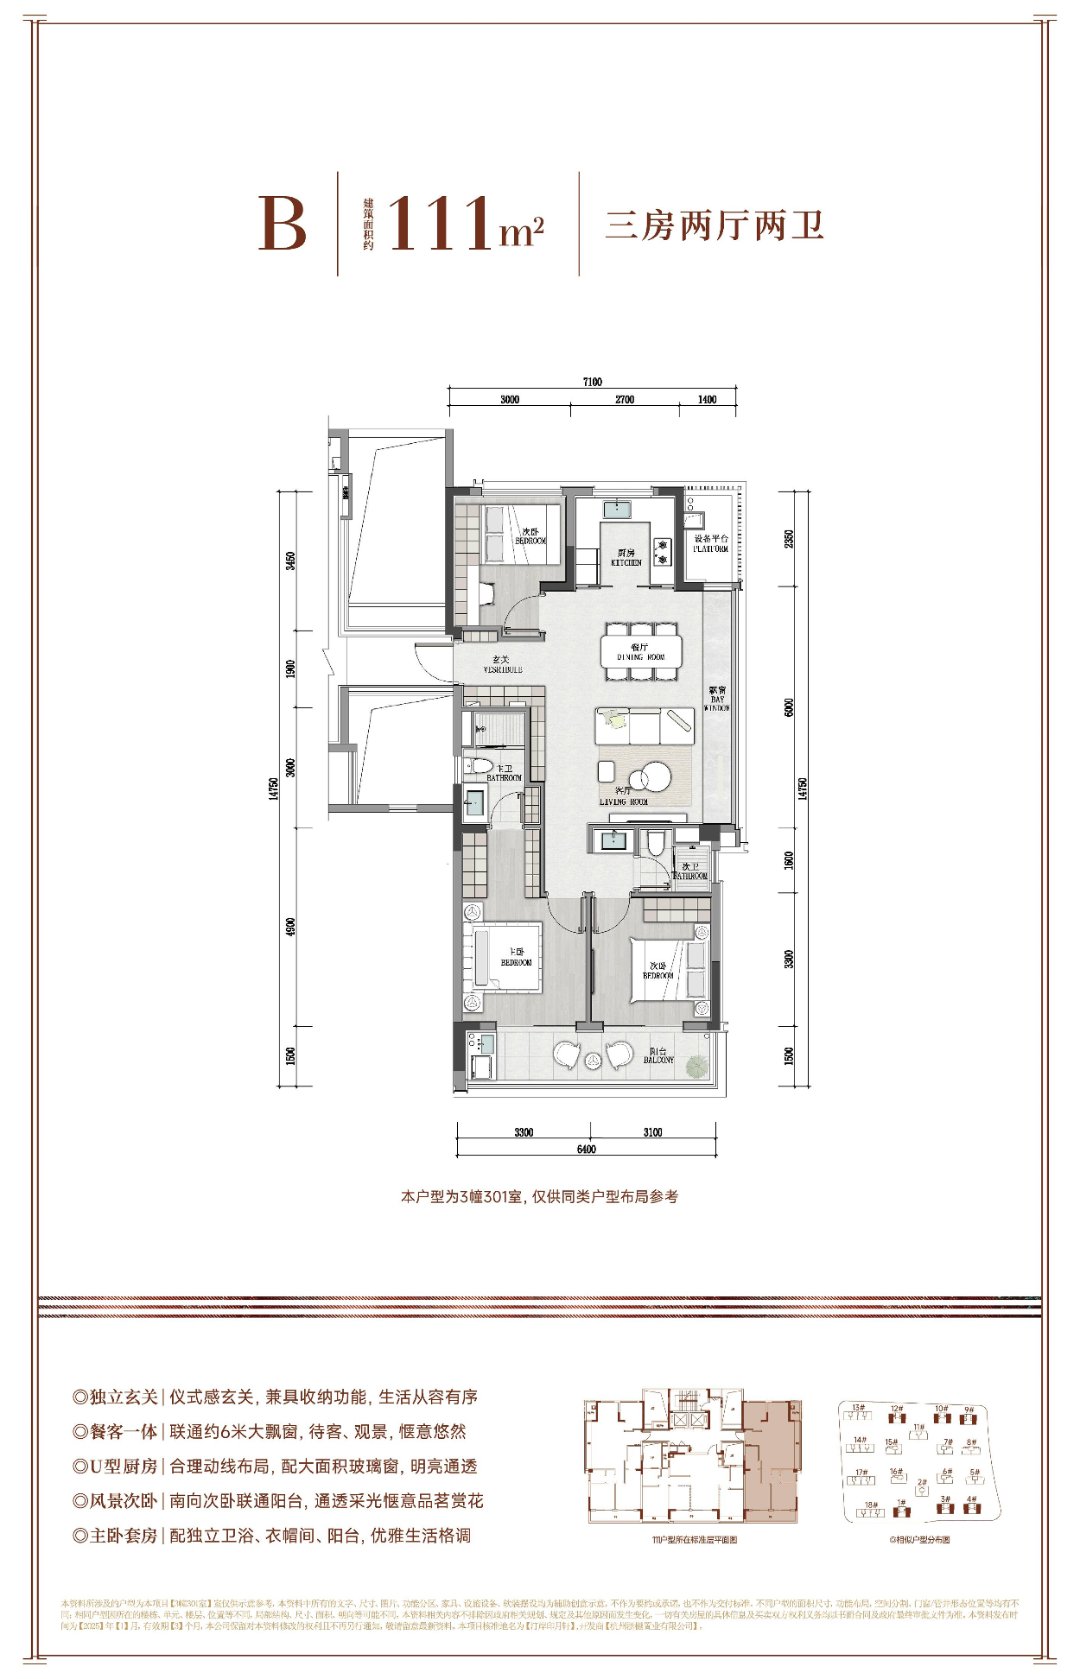 B
建筑面积约
111m²
三房两厅两卫
7100
3000 2700 1400
次卧
BEDROOM
厨房
KITCHEN
设备平台
PLATFORM
3450
2350
餐厅
DINING ROOM
玄关
1900
飘窗
BAY
WINDOW
6000
主卫
BATHROOM
3000
客厅
LIVING ROOM
14750
14750
次卫
BATHROOM
1600
主卧
BEDROOM
次卧
BEDROOM
4900
3300
阳台
BALCONY
1500
1500
3300 3100
6400
本户型为3幢301室,仅供同类户型布局参考
◎独立玄关|仪式感玄关,兼具收纳功能,生活从容有序
◎餐客一体|联通约6米大飘窗,待客、观景,惬意悠然
◎U型厨房|合理动线布局,配大面积玻璃窗,明亮通透
◎风景次卧|南向次卧联通阳台,通透采光惬意品茗赏花
◎主卧套房|配独立卫浴、衣帽间、阳台,优雅生活格调
111户型所在标准层平面图
13# 12# 10# 9#
11#
14# 15# 7# 8#
17# 16# 6# 5#
2#
18# 1# 3# 4#
◎相似户型分布图